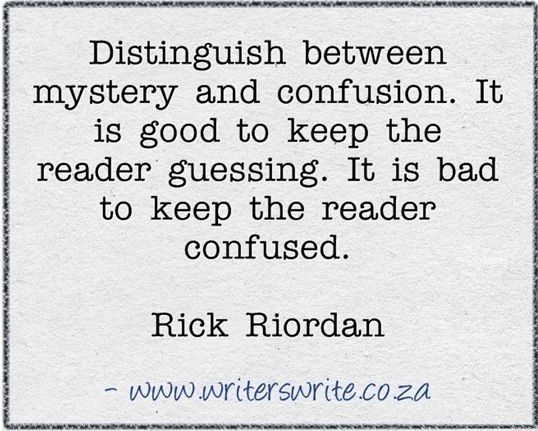 Distinguish between
mystery and confusion. It
is good to keep the
reader guessing. It is bad
to keep the reader
confused.
Rick Riordan
- www.writerswrite.co.za